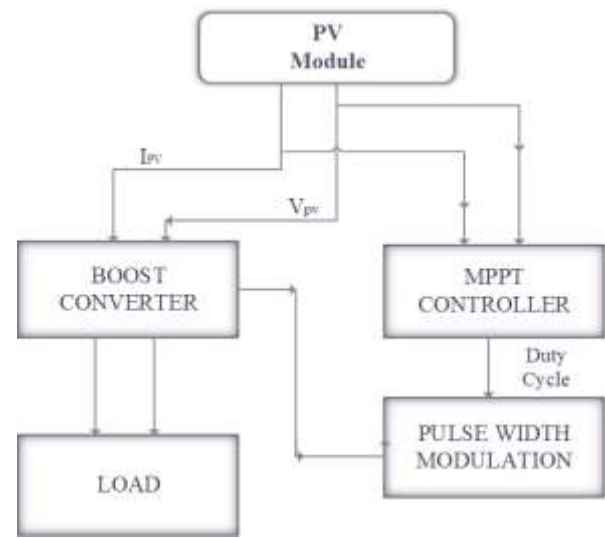 PV
Module
IPV
Vpv
BOOST
CONVERTER
MPPT
CONTROLLER
Duty
Cycle
PULSE WIDTH
MODULATION
LOAD